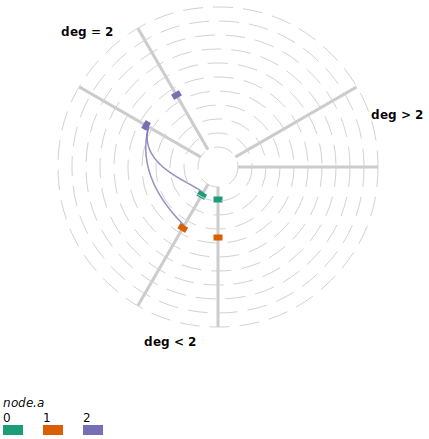 deg = 2
deg > 2
deg < 2
node.a
0 1 2